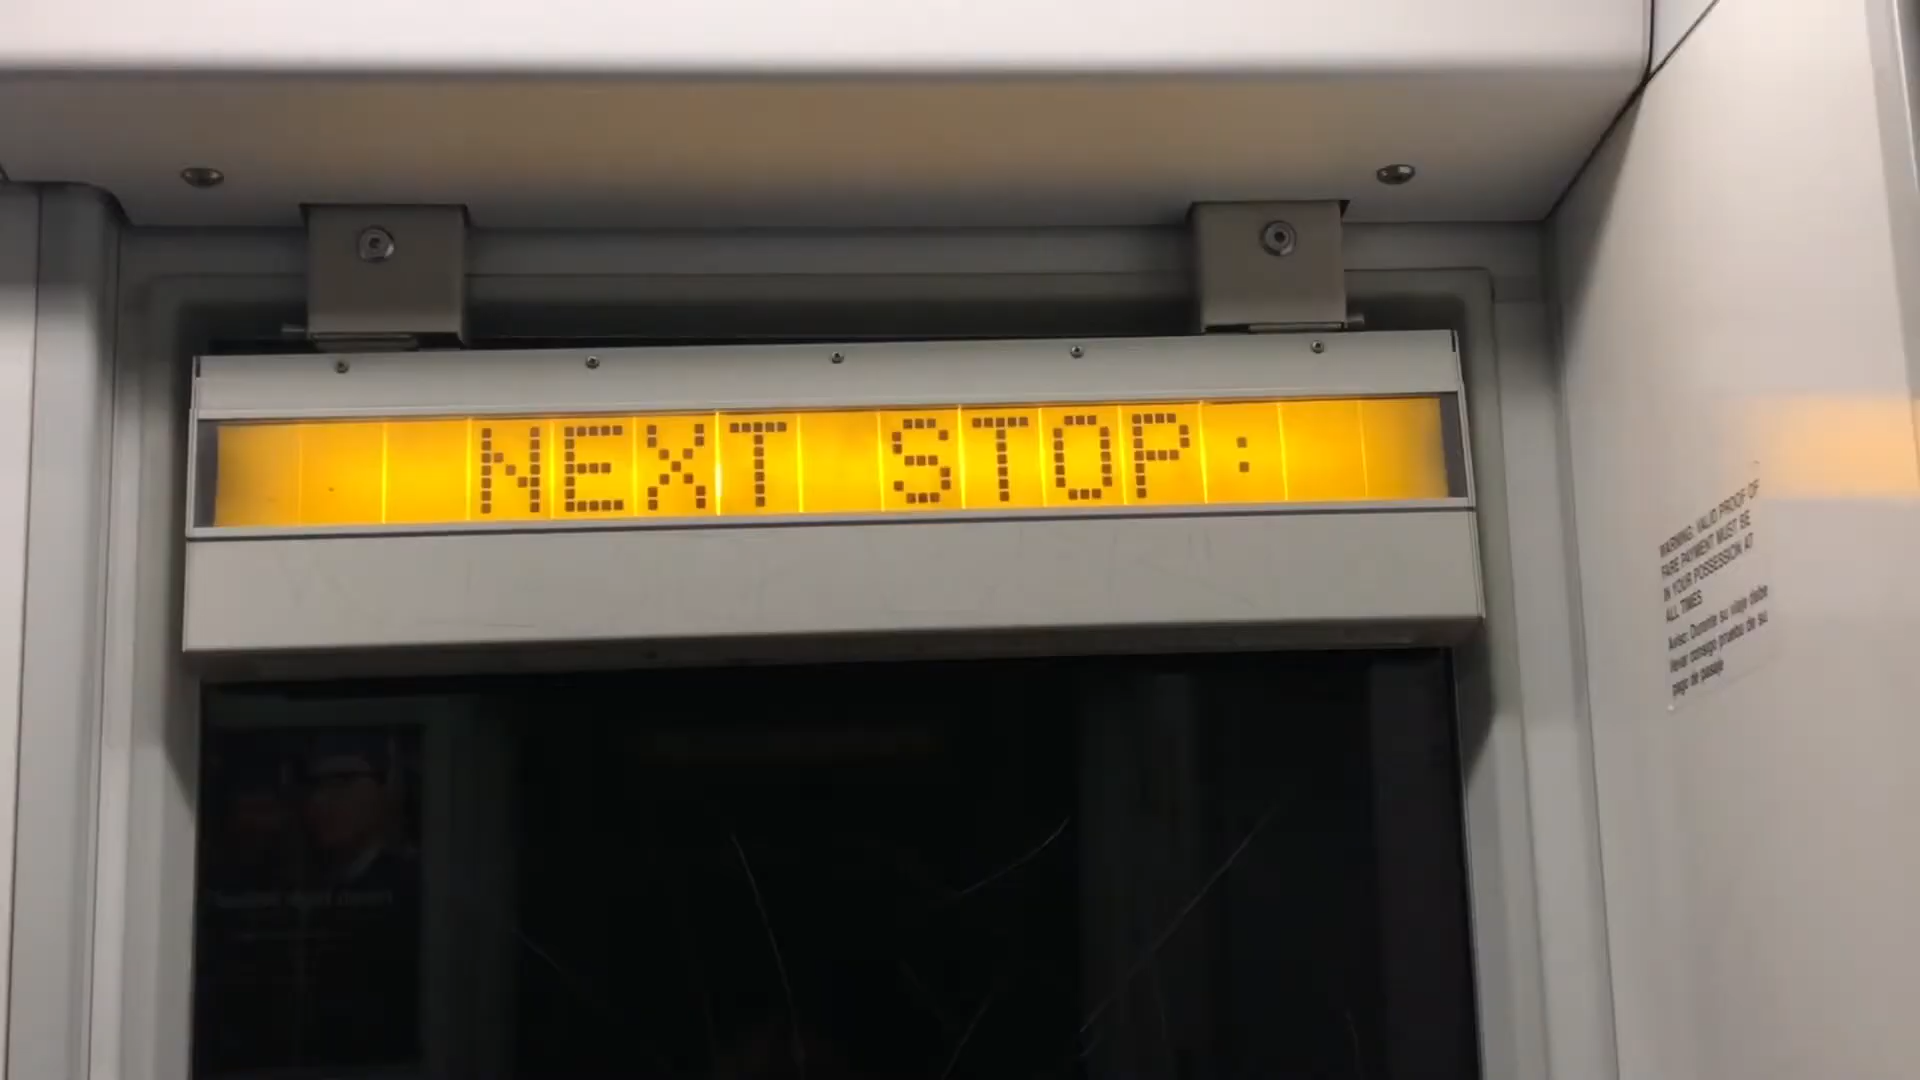 NEXT STOP:
WARNING: VALID PROOF OF
FARE PAYMENT MUST BE
IN YOUR POSSESSION AT
ALL TIMES
Aviso: Durante su viaje debe
llevar consigo prueba de su
pago de pasaje